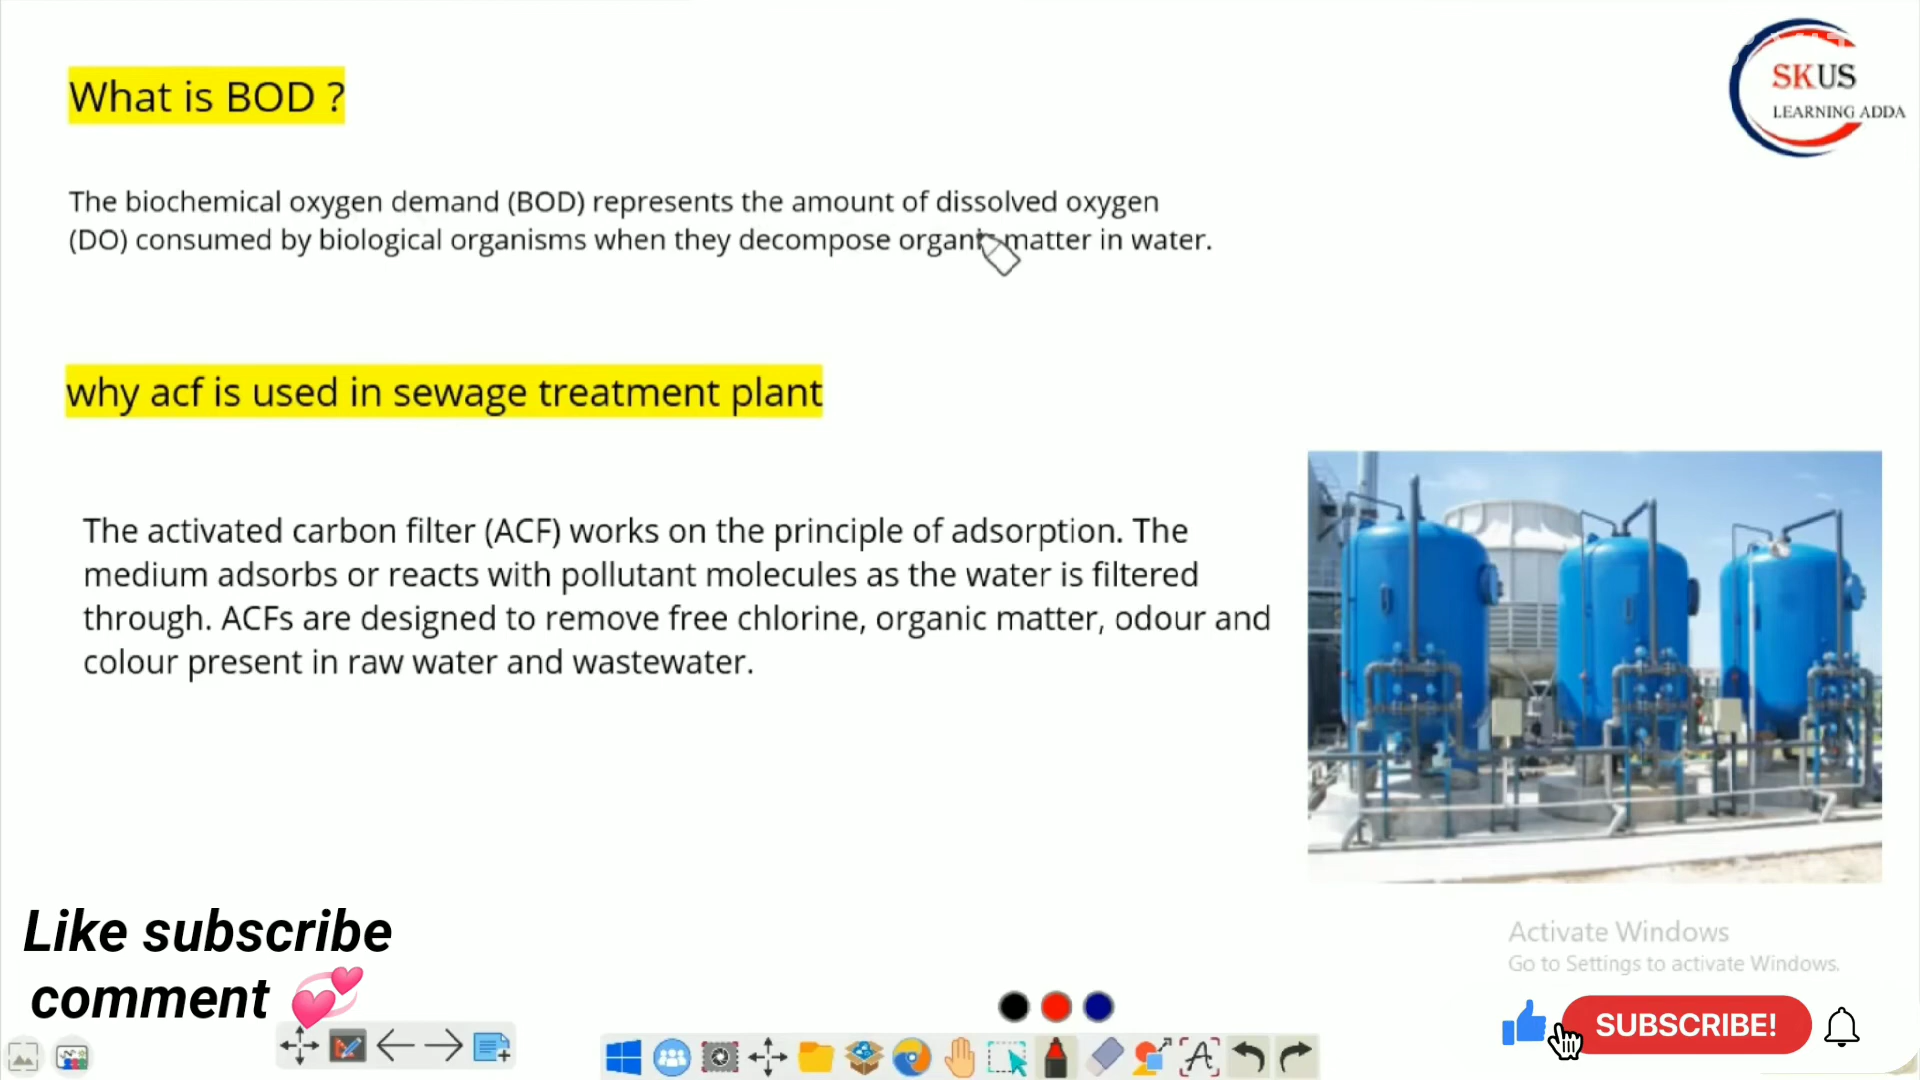 What is BOD ?
SKUS
LEARNING ADDA
The biochemical oxygen demand (BOD) represents the amount of dissolved oxygen
(DO) consumed by biological organisms when they decompose organic matter in water.
why acf is used in sewage treatment plant
The activated carbon filter (ACF) works on the principle of adsorption. The
medium adsorbs or reacts with pollutant molecules as the water is filtered
through. ACFs are designed to remove free chlorine, organic matter, odour and
colour present in raw water and wastewater.
Like subscribe
comment
Activate Windows
Go to Settings to activate Windows.
SUBSCRIBE!